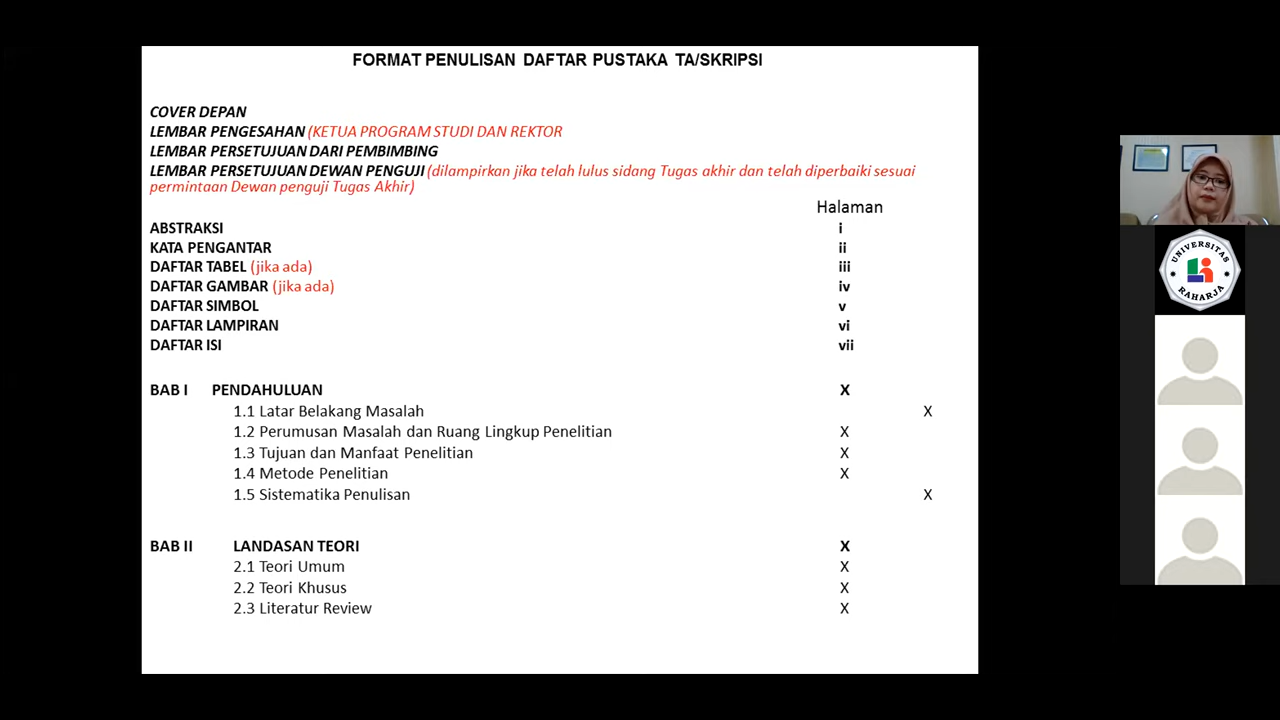 FORMAT PENULISAN DAFTAR PUSTAKA TA/SKRIPSI
COVER DEPAN
LEMBAR PENGESAHAN (KETUA PROGRAM STUDI DAN REKTOR
LEMBAR PERSETUJUAN DARI PEMBIMBING
LEMBAR PERSETUJUAN DEWAN PENGUJI (dilampirkan jika telah lulus sidang Tugas akhir dan telah diperbaiki sesuai
permintaan Dewan penguji Tugas Akhir)
Halaman
ABSTRAKSI i
KATA PENGANTAR ii
DAFTAR TABEL (jika ada) iii
DAFTAR GAMBAR (jika ada) iv
DAFTAR SIMBOL v
DAFTAR LAMPIRAN vi
DAFTAR ISI vii
BAB I PENDAHULUAN X
1.1 Latar Belakang Masalah X
1.2 Perumusan Masalah dan Ruang Lingkup Penelitian X
1.3 Tujuan dan Manfaat Penelitian X
1.4 Metode Penelitian X
1.5 Sistematika Penulisan X
BAB II LANDASAN TEORI X
2.1 Teori Umum X
2.2 Teori Khusus X
2.3 Literatur Review X
UNIVERSITAS
RAHARJA